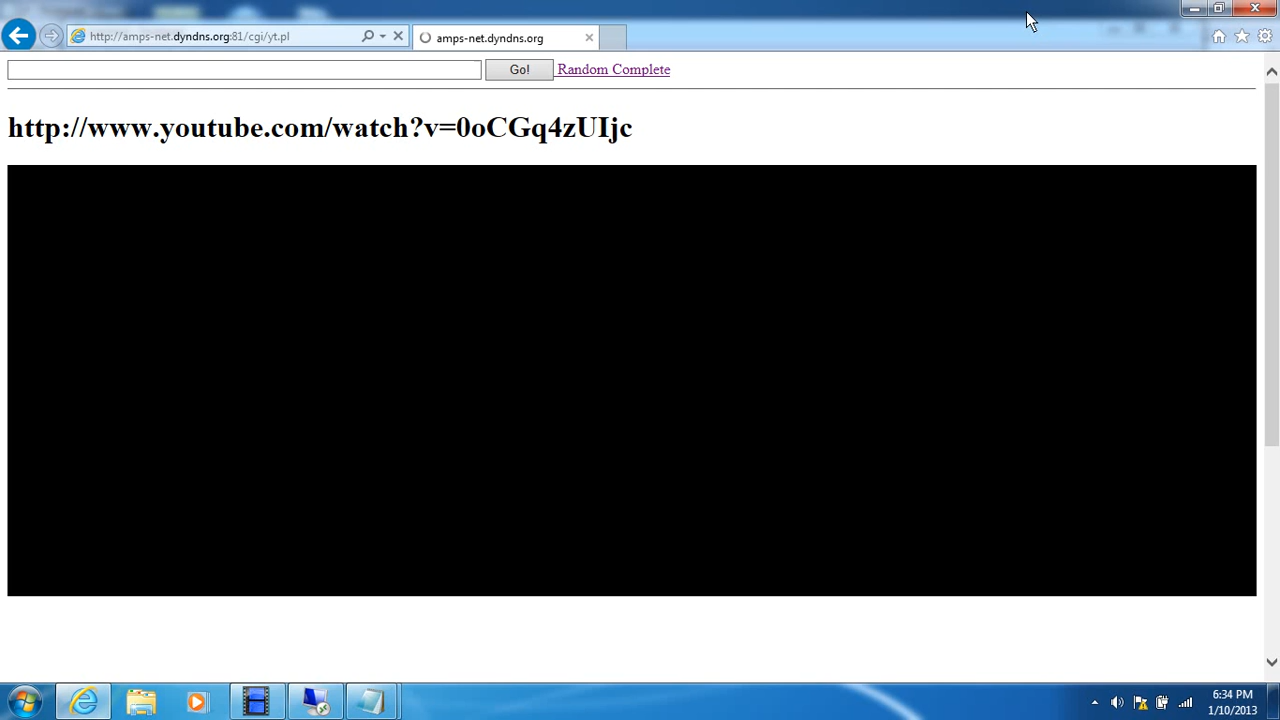 http://amps-net.dyndns.org:81/cgi/yt.pl
amps-net.dyndns.org
Go!
Random Complete
http://www.youtube.com/watch?v=0oCGq4zUIjc
6:34 PM
1/10/2013